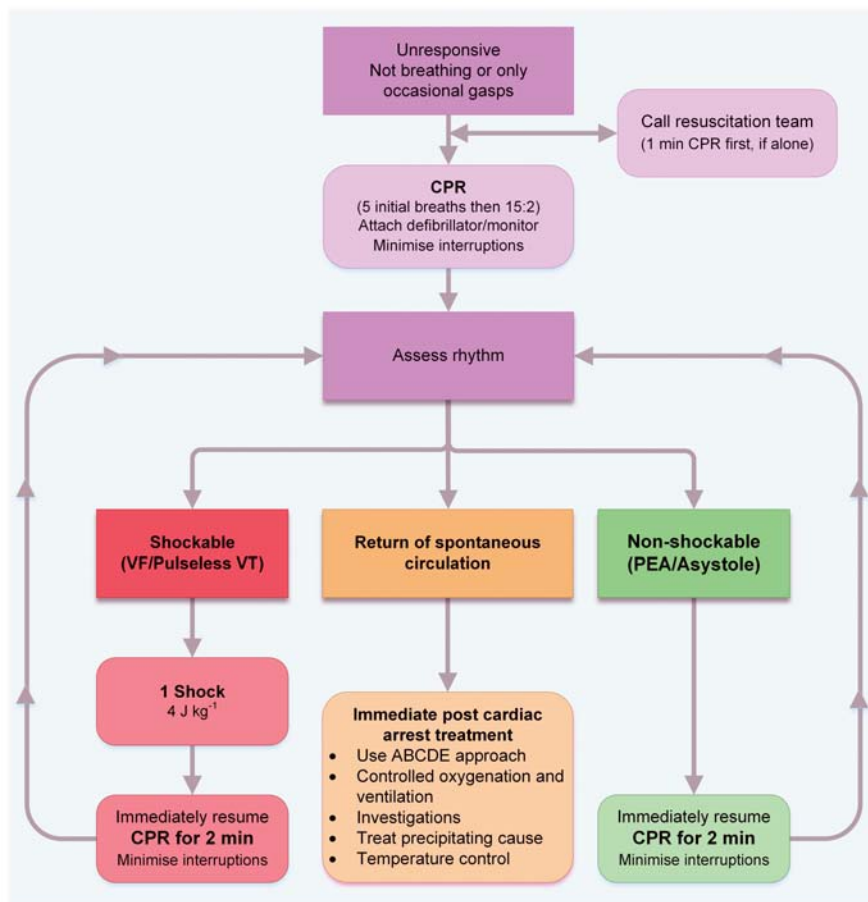 Unresponsive
Not breathing or only
occasional gasps
Call resuscitation team
(1 min CPR first, if alone)
CPR
(5 initial breaths then 15:2)
Attach defibrillator/monitor
Minimise interruptions
Assess rhythm
Shockable
(VF/Pulseless VT)
Return of spontaneous
circulation
Non-shockable
(PEA/Asystole)
1 Shock
4 J kg⁻¹
Immediate post cardiac
arrest treatment
• Use ABCDE approach
• Controlled oxygenation and
ventilation
• Investigations
• Treat precipitating cause
• Temperature control
Immediately resume
CPR for 2 min
Minimise interruptions
Immediately resume
CPR for 2 min
Minimise interruptions